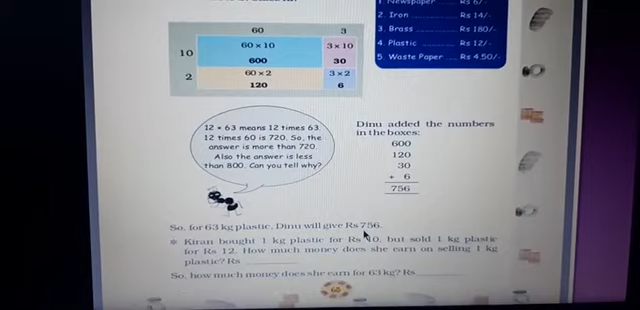 1 Newspaper ........ Rs 6/-
2. Iron ........ Rs 14/-
3. Brass ........ Rs 180/-
4. Plastic ........ Rs 12/-
5. Waste Paper .... Rs 4.50/-
60 3
10 60 x 10 3 x 10
600 30
2 60 x 2 3 x 2
120 6
12 × 63 means 12 times 63.
12 times 60 is 720. So, the
answer is more than 720.
Also the answer is less
than 800. Can you tell why?
Dinu added the numbers
in the boxes:
600
120
30
+ 6
756
So, for 63 kg plastic, Dinu will give Rs 756.
* Kiran bought 1 kg plastic for Rs 10, but sold 1 kg plastic
for Rs 12. How much money does she earn on selling 1 kg
plastic? Rs ________
So, how much money does she earn for 63 kg? Rs ________
68